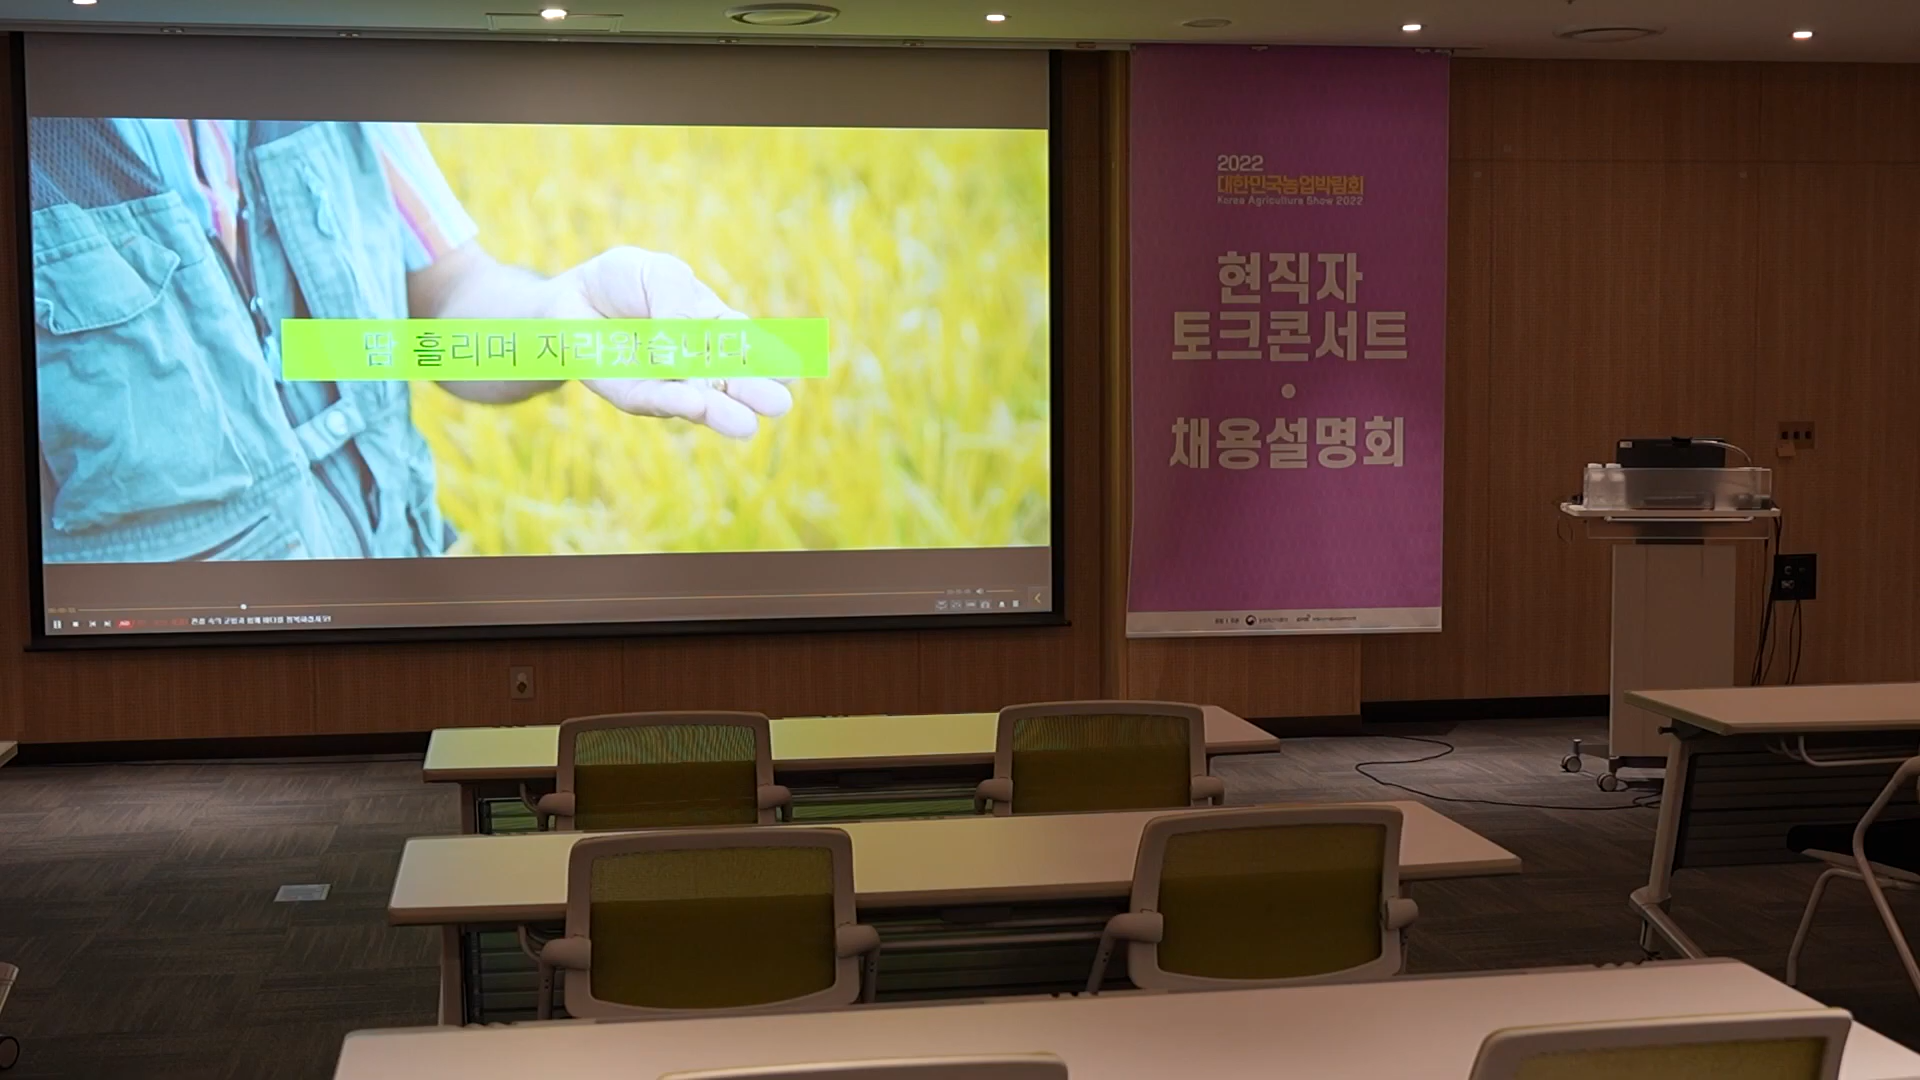 땀 흘리며 자라왔습니다
2022
대한민국농업박람회
Korea Agriculture Show 2022
현직자
토크콘서트
•
채용설명회